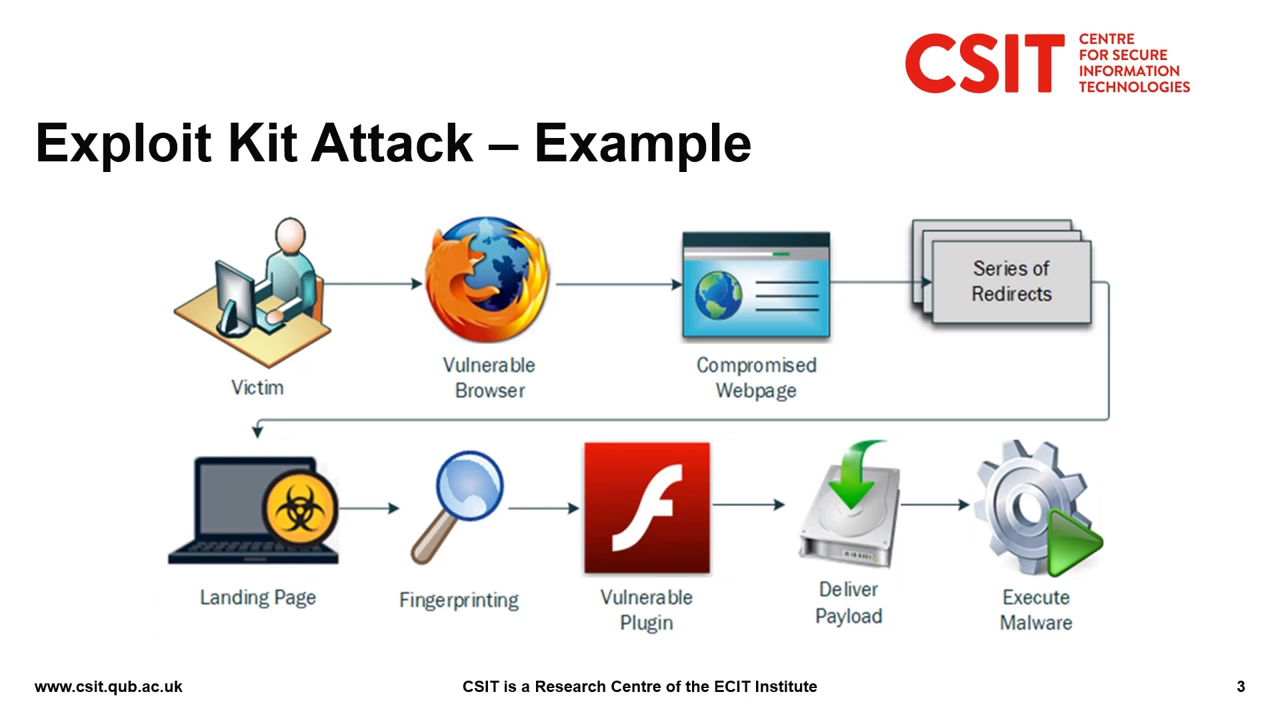 CSIT
CENTRE
FOR SECURE
INFORMATION
TECHNOLOGIES
Exploit Kit Attack – Example
Victim
Vulnerable
Browser
Compromised
Webpage
Series of
Redirects
Landing Page
Fingerprinting
Vulnerable
Plugin
Deliver
Payload
Execute
Malware
www.csit.qub.ac.uk
CSIT is a Research Centre of the ECIT Institute
3